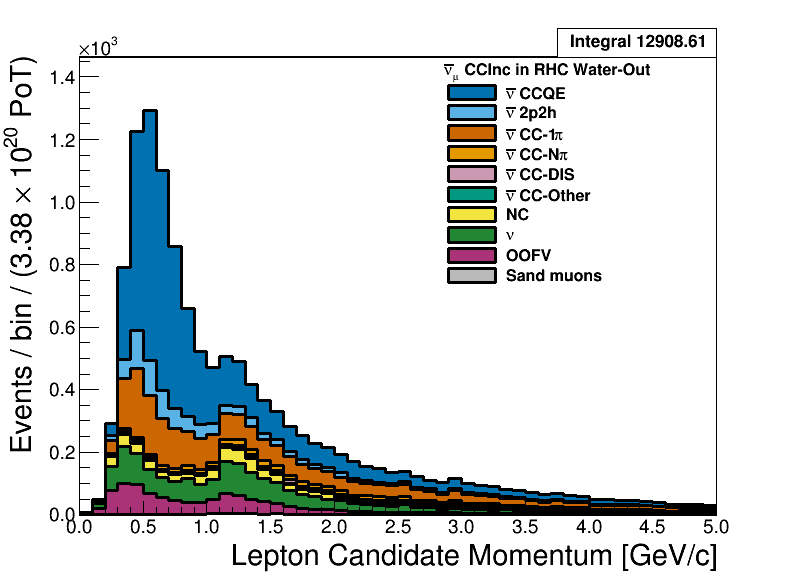 ×10³
Integral 12908.61
ν̅μ CCInc in RHC Water-Out
ν̅ CCQE
ν̅ 2p2h
ν̅ CC-1π
ν̅ CC-Nπ
ν̅ CC-DIS
ν̅ CC-Other
NC
ν
OOFV
Sand muons
Events / bin / (3.38 × 10²⁰ PoT)
1.4
1.2
1.0
0.8
0.6
0.4
0.2
0.0
0.0 0.5 1.0 1.5 2.0 2.5 3.0 3.5 4.0 4.5 5.0
Lepton Candidate Momentum [GeV/c]